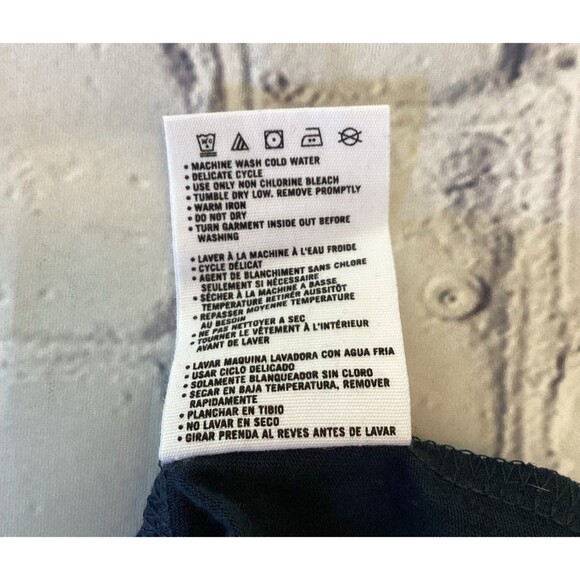 • MACHINE WASH COLD WATER
• DELICATE CYCLE
• USE ONLY NON CHLORINE BLEACH
• TUMBLE DRY LOW. REMOVE PROMPTLY
• WARM IRON
• DO NOT DRY
• TURN GARMENT INSIDE OUT BEFORE
WASHING
• LAVER À LA MACHINE À L'EAU FROIDE
• CYCLE DÉLICAT
• AGENT DE BLANCHIMENT SANS CHLORE
SEULEMENT SI NÉCESSAIRE
• SÉCHER À LA MACHINE A BASSE
TEMPERATURE RETIRÉR AUSSITÔT
• REPASSER MOYENNE TEMPERATURE
AU BESOIN
• NE PAS NETTOYER A SEC
• TOURNER LE VÊTEMENT À L'INTÉRIEUR
AVANT DE LAVER
• LAVAR MAQUINA LAVADORA CON AGUA FRIA
• USAR CICLO DELICADO
• SOLAMENTE BLANQUEADOR SIN CLORO
• SECAR EN BAJA TEMPERATURA, REMOVER
RAPIDAMENTE
• PLANCHAR EN TIBIO
• NO LAVAR EN SECO
• GIRAR PRENDA AL REVES ANTES DE LAVAR